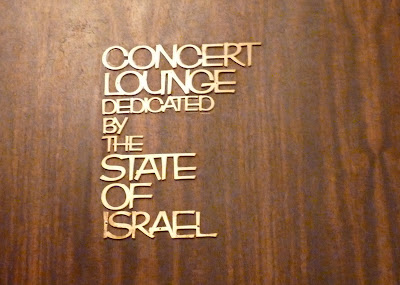 CONCERT
LOUNGE
DEDICATED
BY
THE
STATE
OF
ISRAEL